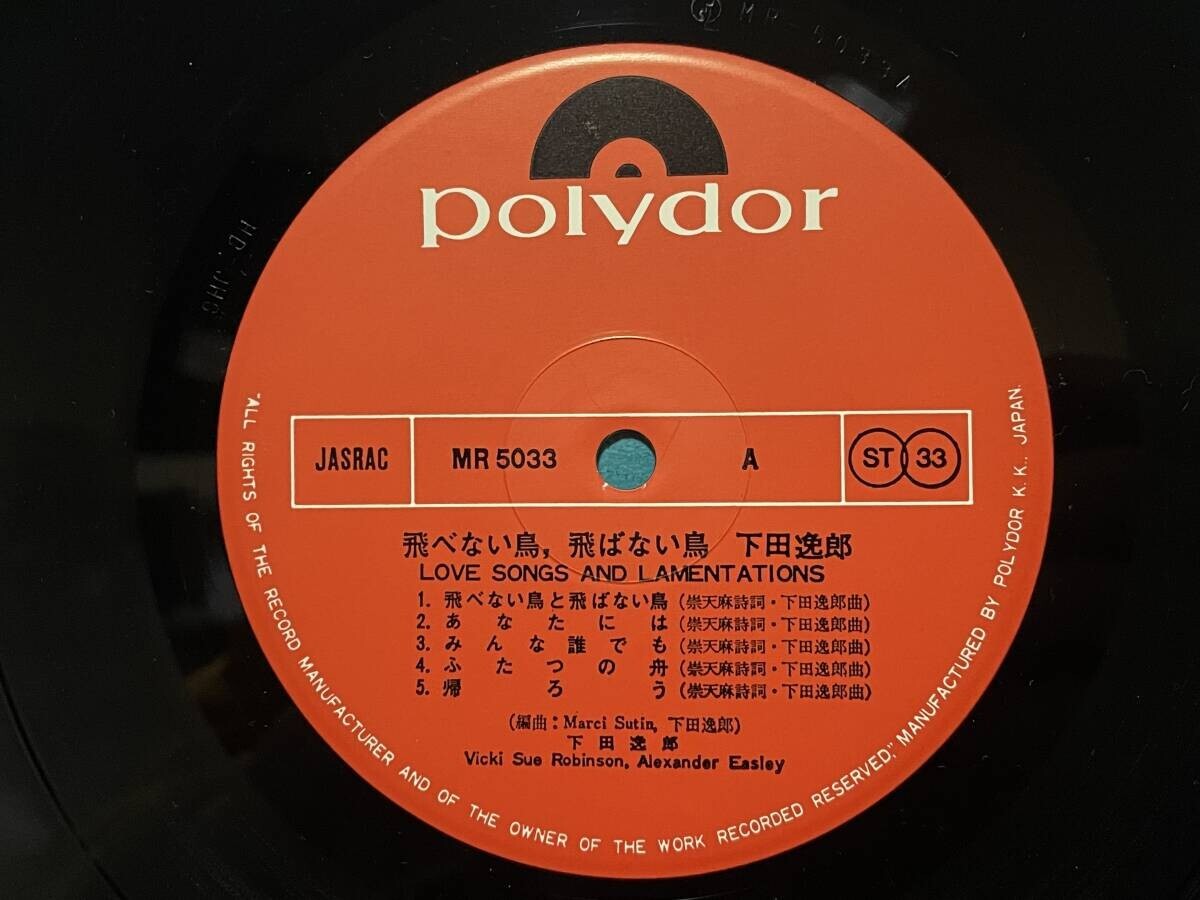 MR 5033A
polydor
JASRAC MR 5033 A ST 33
飛べない鳥，飛ばない鳥 下田逸郎
LOVE SONGS AND LAMENTATIONS
1. 飛べない鳥と飛ばない鳥 (崇天麻詩詞・下田逸郎曲)
2. あなたには (崇天麻詩詞・下田逸郎曲)
3. みんな誰でも (崇天麻詩詞・下田逸郎曲)
4. ふたつの舟 (崇天麻詩詞・下田逸郎曲)
5. 帰ろう (崇天麻詩詞・下田逸郎曲)
(編曲：Marci Sutin, 下田逸郎)
下田逸郎
Vicki Sue Robinson, Alexander Easley
"ALL RIGHTS OF THE RECORD MANUFACTURER AND OF THE OWNER OF THE WORK RECORDED RESERVED," MANUFACTURED BY POLYDOR K. K., JAPAN.